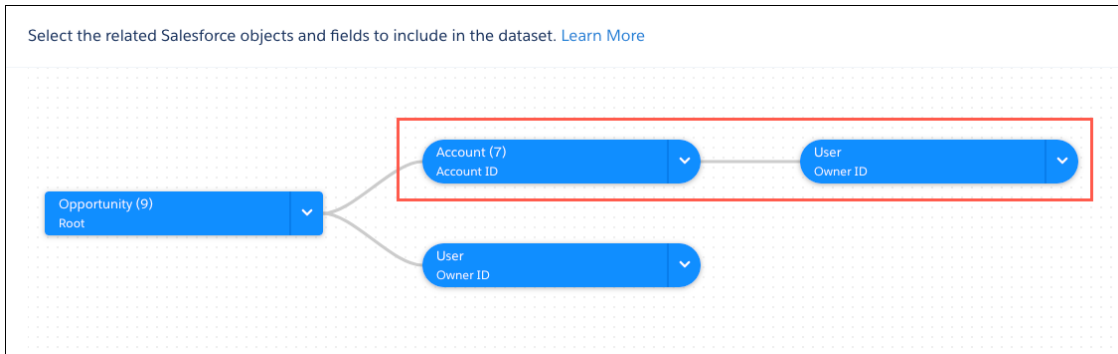 Select the related Salesforce objects and fields to include in the dataset. Learn More
Account (7)
Account ID
User
Owner ID
Opportunity (9)
Root
User
Owner ID